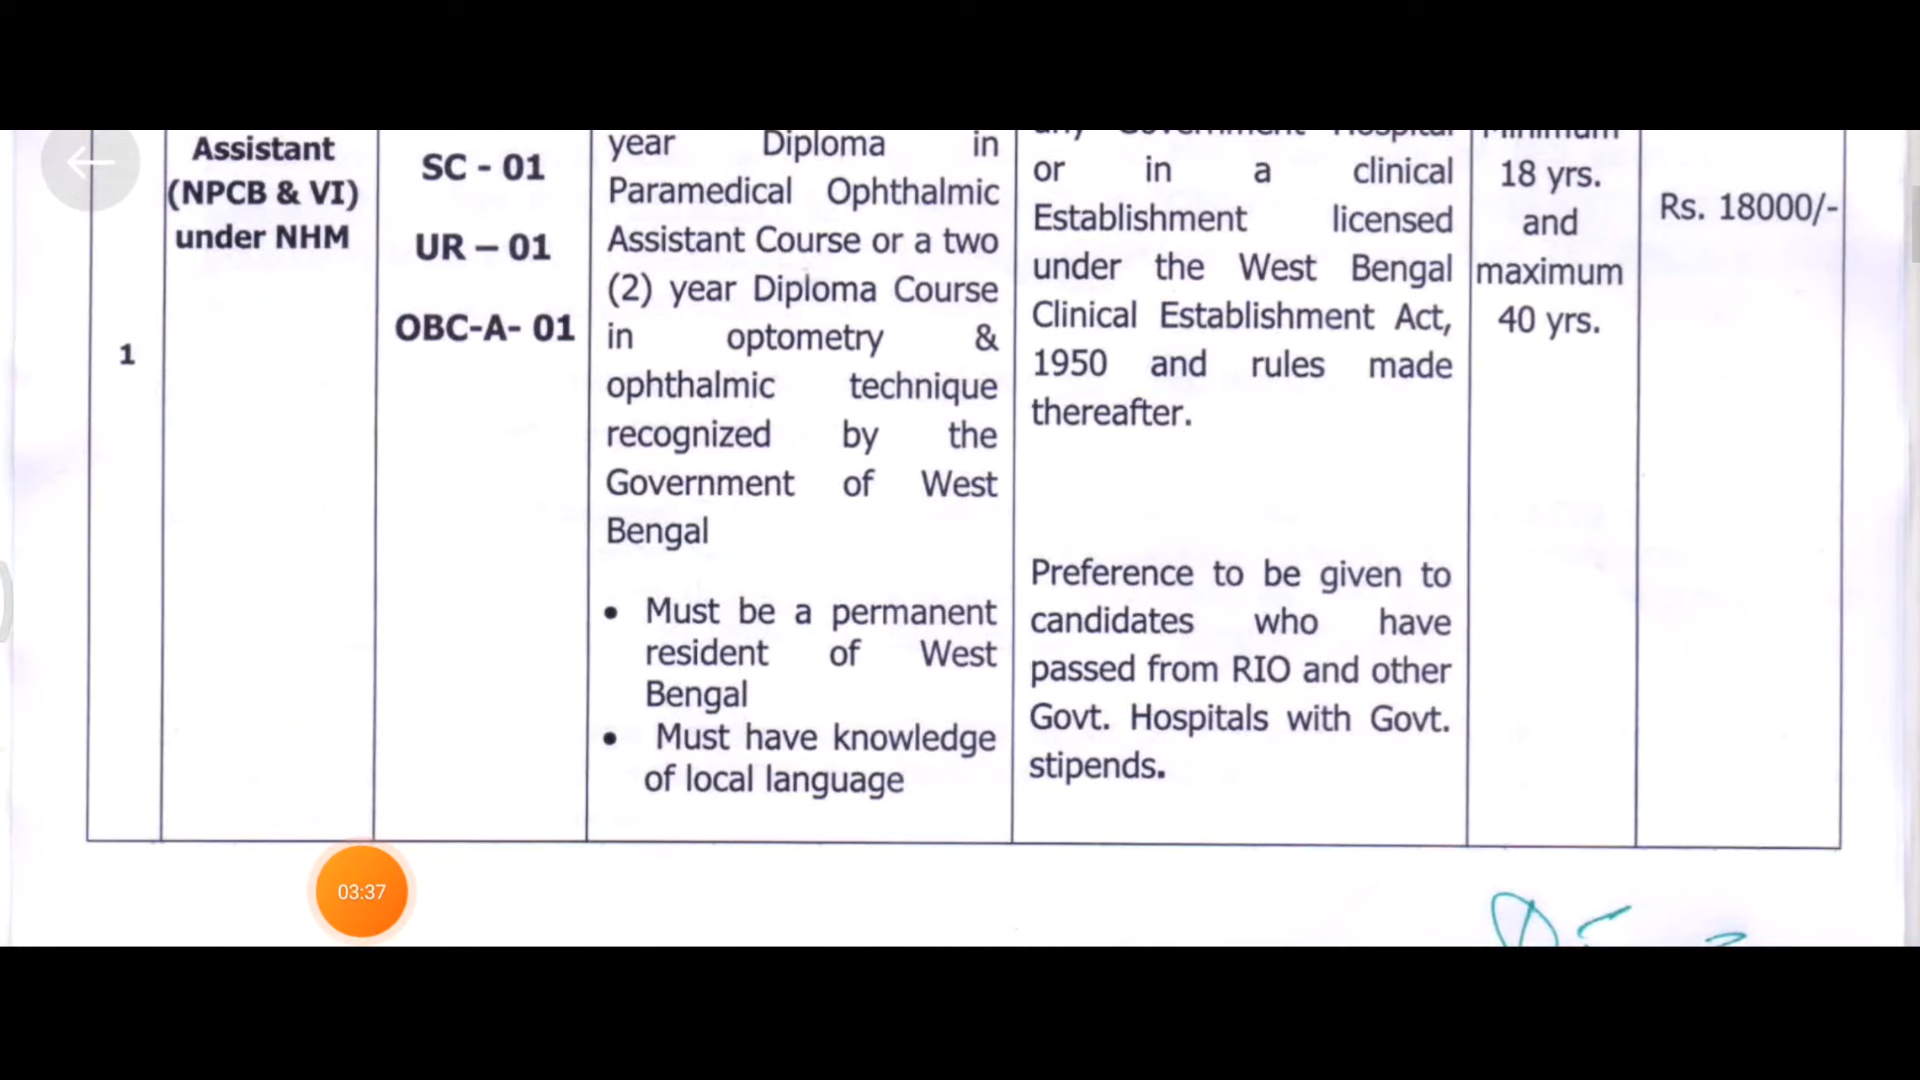 1
Assistant
(NPCB & VI)
under NHM
SC - 01
UR – 01
OBC-A- 01
year Diploma in
Paramedical Ophthalmic
Assistant Course or a two
(2) year Diploma Course
in optometry &
ophthalmic technique
recognized by the
Government of West
Bengal
• Must be a permanent
resident of West
Bengal
• Must have knowledge
of local language
any Government Hospital
or in a clinical
Establishment licensed
under the West Bengal
Clinical Establishment Act,
1950 and rules made
thereafter.
Preference to be given to
candidates who have
passed from RIO and other
Govt. Hospitals with Govt.
stipends.
Minimum
18 yrs.
and
maximum
40 yrs.
Rs. 18000/-
03:37